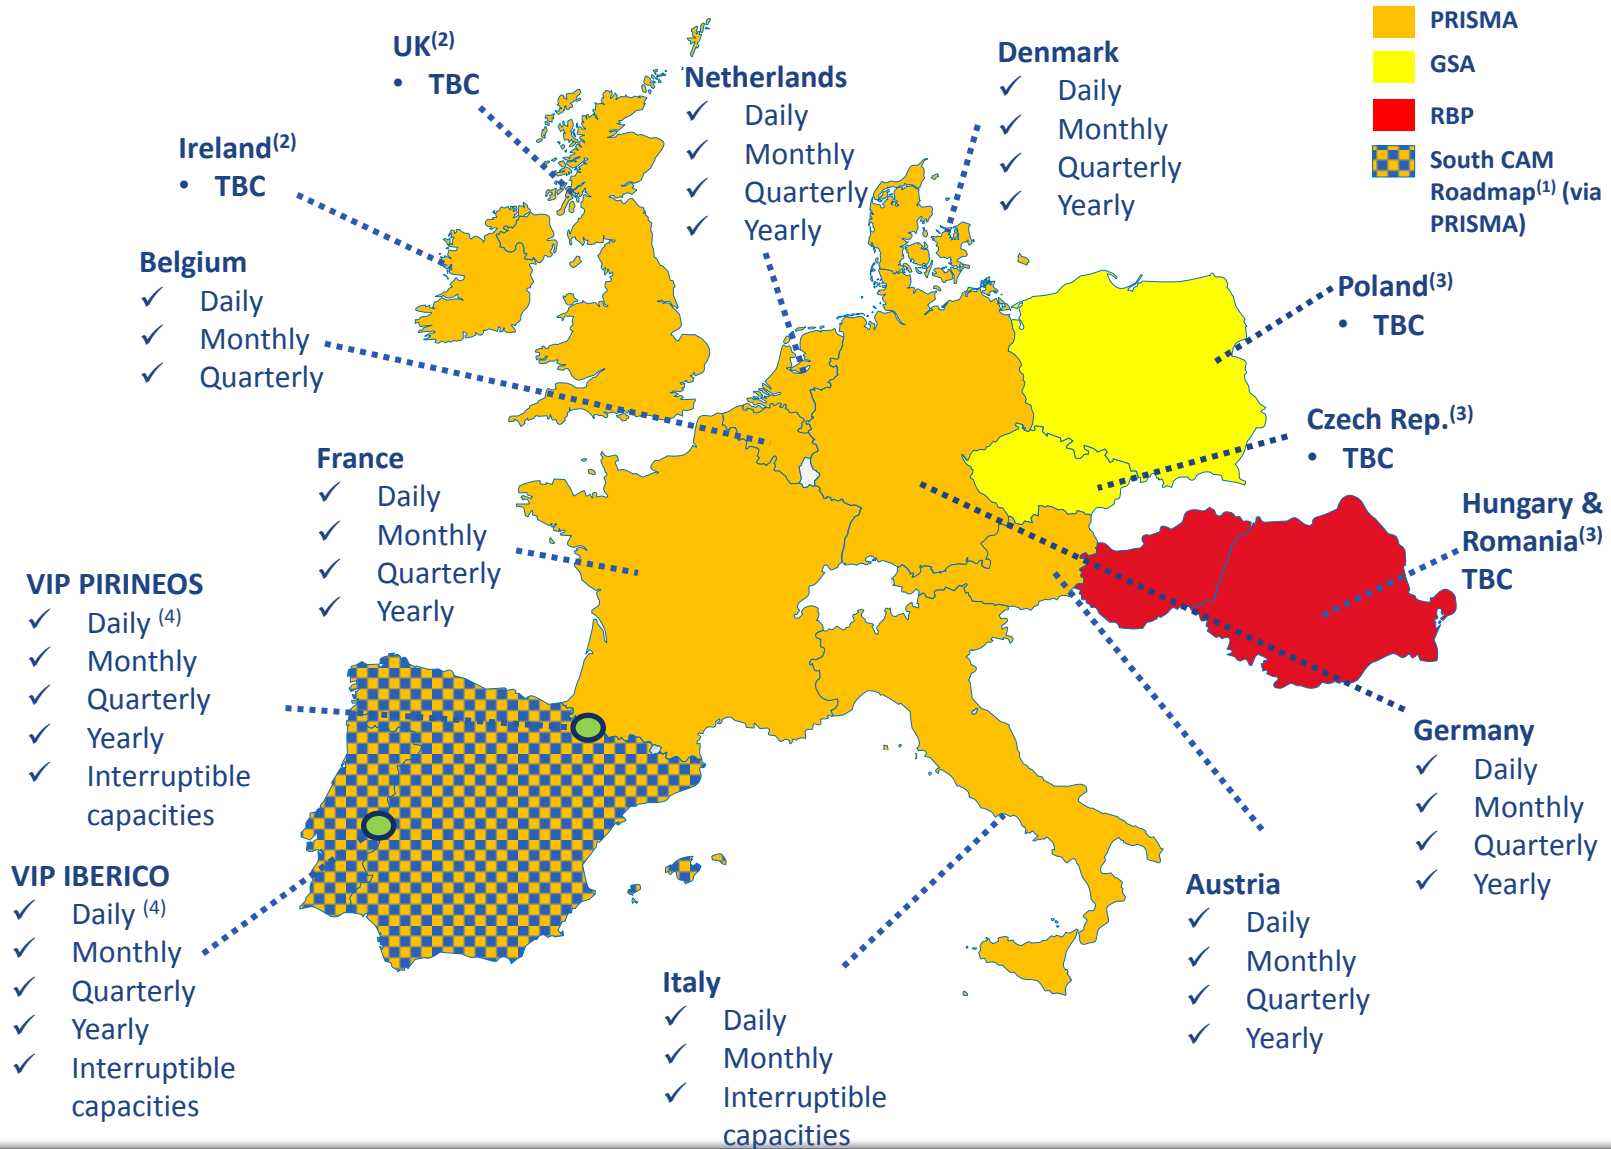 PRISMA
GSA
RBP
South CAM
Roadmap(1) (via
PRISMA)
UK(2)
• TBC
Netherlands
✓ Daily
✓ Monthly
✓ Quarterly
✓ Yearly
Denmark
✓ Daily
✓ Monthly
✓ Quarterly
✓ Yearly
Ireland(2)
• TBC
Belgium
✓ Daily
✓ Monthly
✓ Quarterly
Poland(3)
• TBC
Czech Rep.(3)
• TBC
France
✓ Daily
✓ Monthly
✓ Quarterly
✓ Yearly
Hungary &
Romania(3)
TBC
VIP PIRINEOS
✓ Daily (4)
✓ Monthly
✓ Quarterly
✓ Yearly
✓ Interruptible
capacities
Germany
✓ Daily
✓ Monthly
✓ Quarterly
✓ Yearly
VIP IBERICO
✓ Daily (4)
✓ Monthly
✓ Quarterly
✓ Yearly
✓ Interruptible
capacities
Austria
✓ Daily
✓ Monthly
✓ Quarterly
✓ Yearly
Italy
✓ Daily
✓ Monthly
✓ Interruptible
capacities